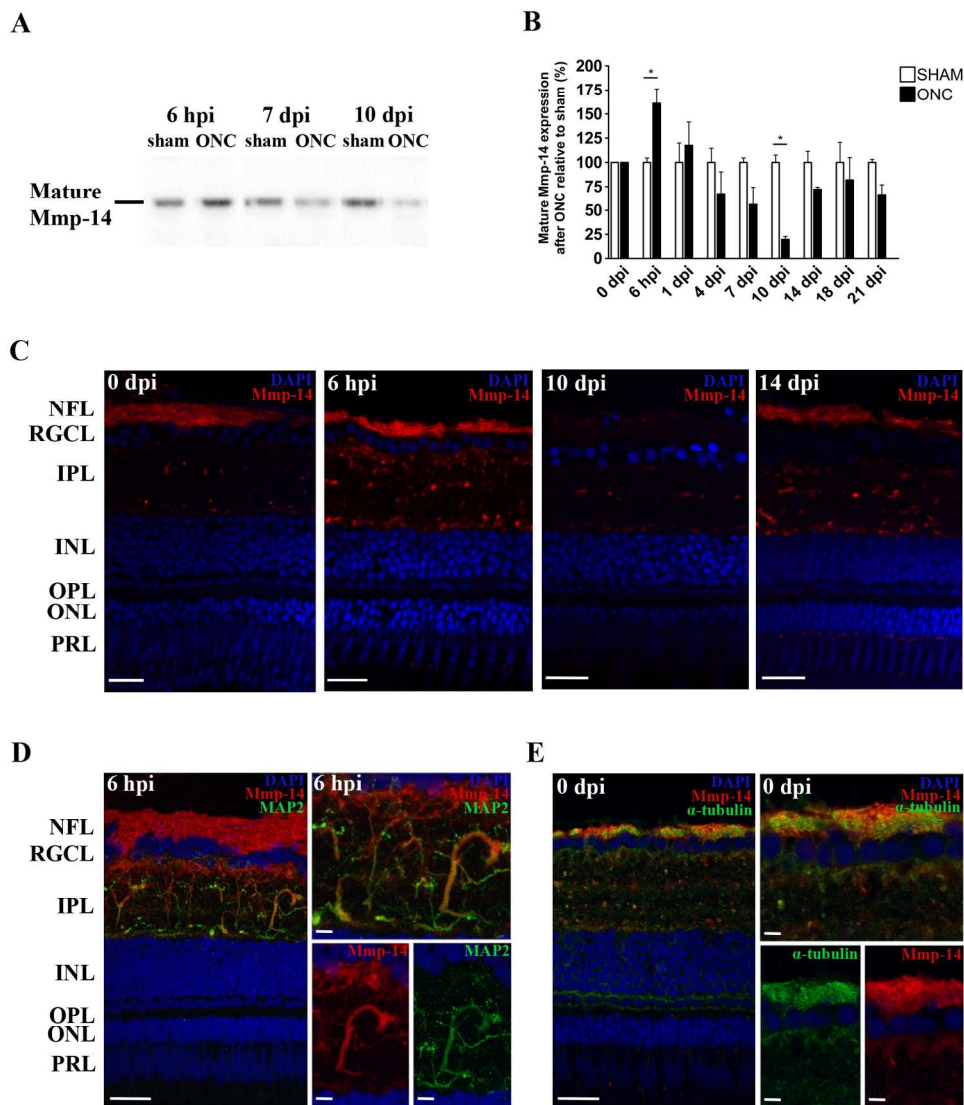 A
6 hpi 7 dpi 10 dpi
sham ONC sham ONC sham ONC
Mature
Mmp-14
B
Mature Mmp-14 expression
after ONC relative to sham (%)
200
175
150
125
100
75
50
25
0
* *
0 dpi 6 hpi 1 dpi 4 dpi 7 dpi 10 dpi 14 dpi 18 dpi 21 dpi
SHAM
ONC
C
0 dpi DAPI
Mmp-14
6 hpi DAPI
Mmp-14
10 dpi DAPI
Mmp-14
14 dpi DAPI
Mmp-14
NFL
RGCL
IPL
INL
OPL
ONL
PRL
D
6 hpi DAPI
Mmp-14
MAP2
6 hpi DAPI
Mmp-14
MAP2
Mmp-14
MAP2
NFL
RGCL
IPL
INL
OPL
ONL
PRL
E
0 dpi DAPI
Mmp-14
α-tubulin
0 dpi DAPI
Mmp-14
α-tubulin
α-tubulin
Mmp-14